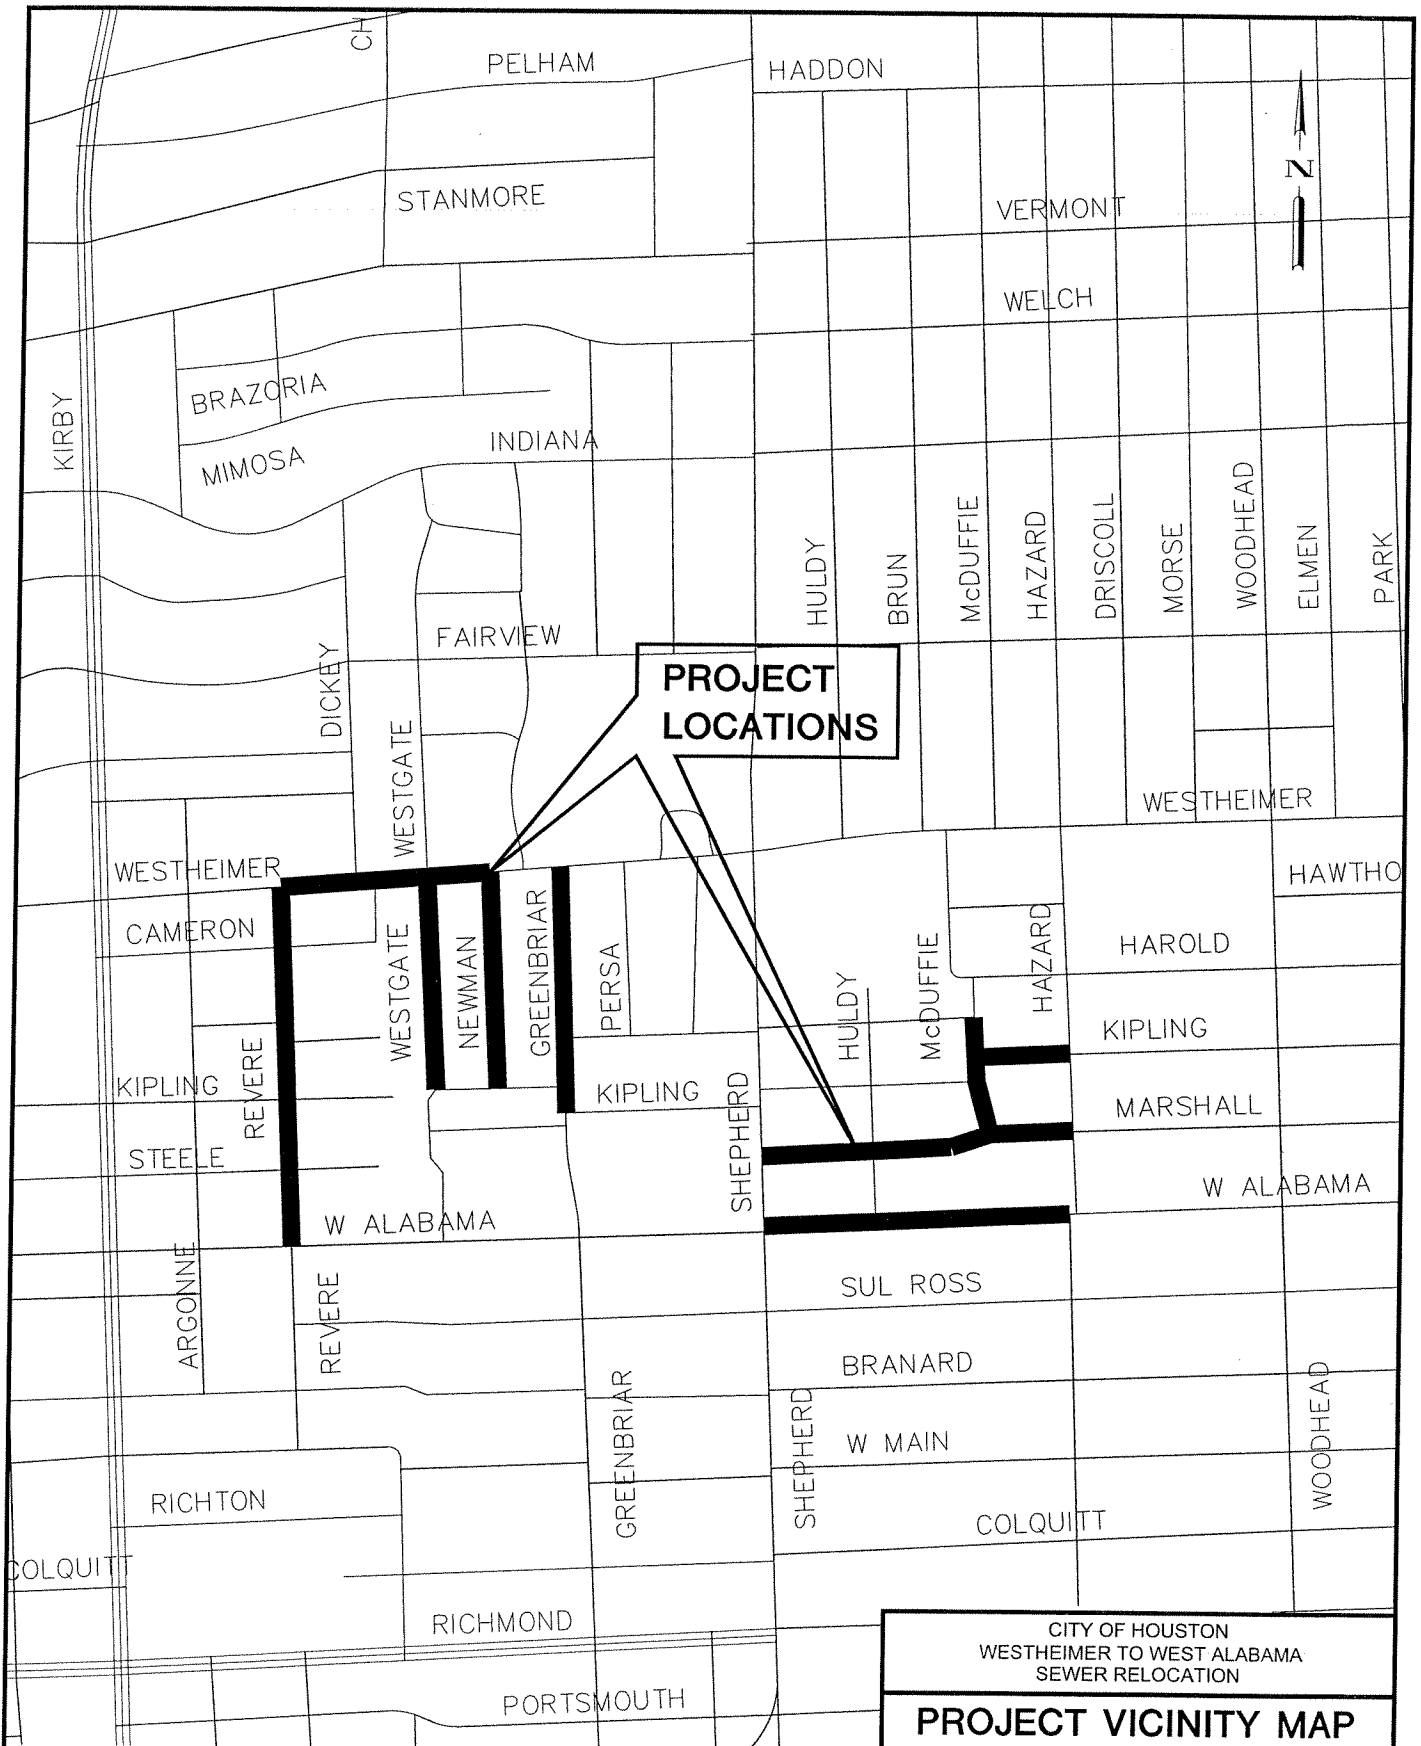 CH
PELHAM
HADDON
N
STANMORE
VERMONT
WELCH
BRAZORIA
KIRBY
INDIANA
MIMOSA
HULDY
BRUN
McDUFFIE
HAZARD
DRISCOLL
MORSE
WOODHEAD
ELMEN
PARK
FAIRVIEW
DICKEY
WESTGATE
PROJECT
LOCATIONS
WESTHEIMER
WESTHEIMER
HAWTHO
CAMERON
WESTGATE
NEWMAN
GREENBRIAR
PERSA
HULDY
McDUFFIE
HAZARD
HAROLD
KIPLING
KIPLING
REVERE
KIPLING
SHEPHERD
MARSHALL
STEELE
W ALABAMA
W ALABAMA
ARGONNE
REVERE
SUL ROSS
BRANARD
GREENBRIAR
SHEPHERD
W MAIN
WOODHEAD
RICHTON
COLQUITT
COLQUITT
RICHMOND
PORTSMOUTH
CITY OF HOUSTON
WESTHEIMER TO WEST ALABAMA
SEWER RELOCATION
PROJECT VICINITY MAP